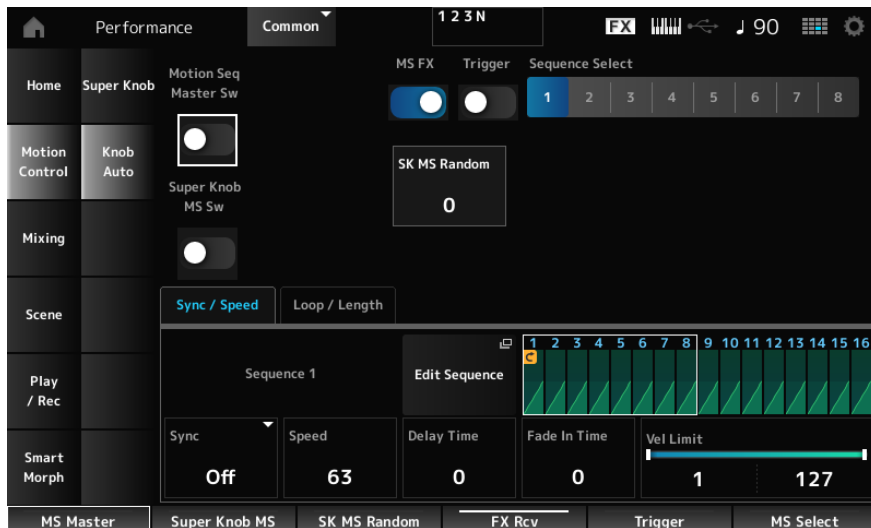 Performance
Common
1 2 3 N
FX
♩ 90
Home
Super Knob
Motion Seq
Master Sw
MS FX
Trigger
Sequence Select
1 2 3 4 5 6 7 8
Motion
Control
Knob
Auto
SK MS Random
0
Super Knob
MS Sw
Mixing
Scene
Sync / Speed
Loop / Length
Play
/ Rec
Sequence 1
Edit Sequence
1 2 3 4 5 6 7 8 9 10 11 12 13 14 15 16
Smart
Morph
Sync
Off
Speed
63
Delay Time
0
Fade In Time
0
Vel Limit
1 127
MS Master
Super Knob MS
SK MS Random
FX Rcv
Trigger
MS Select